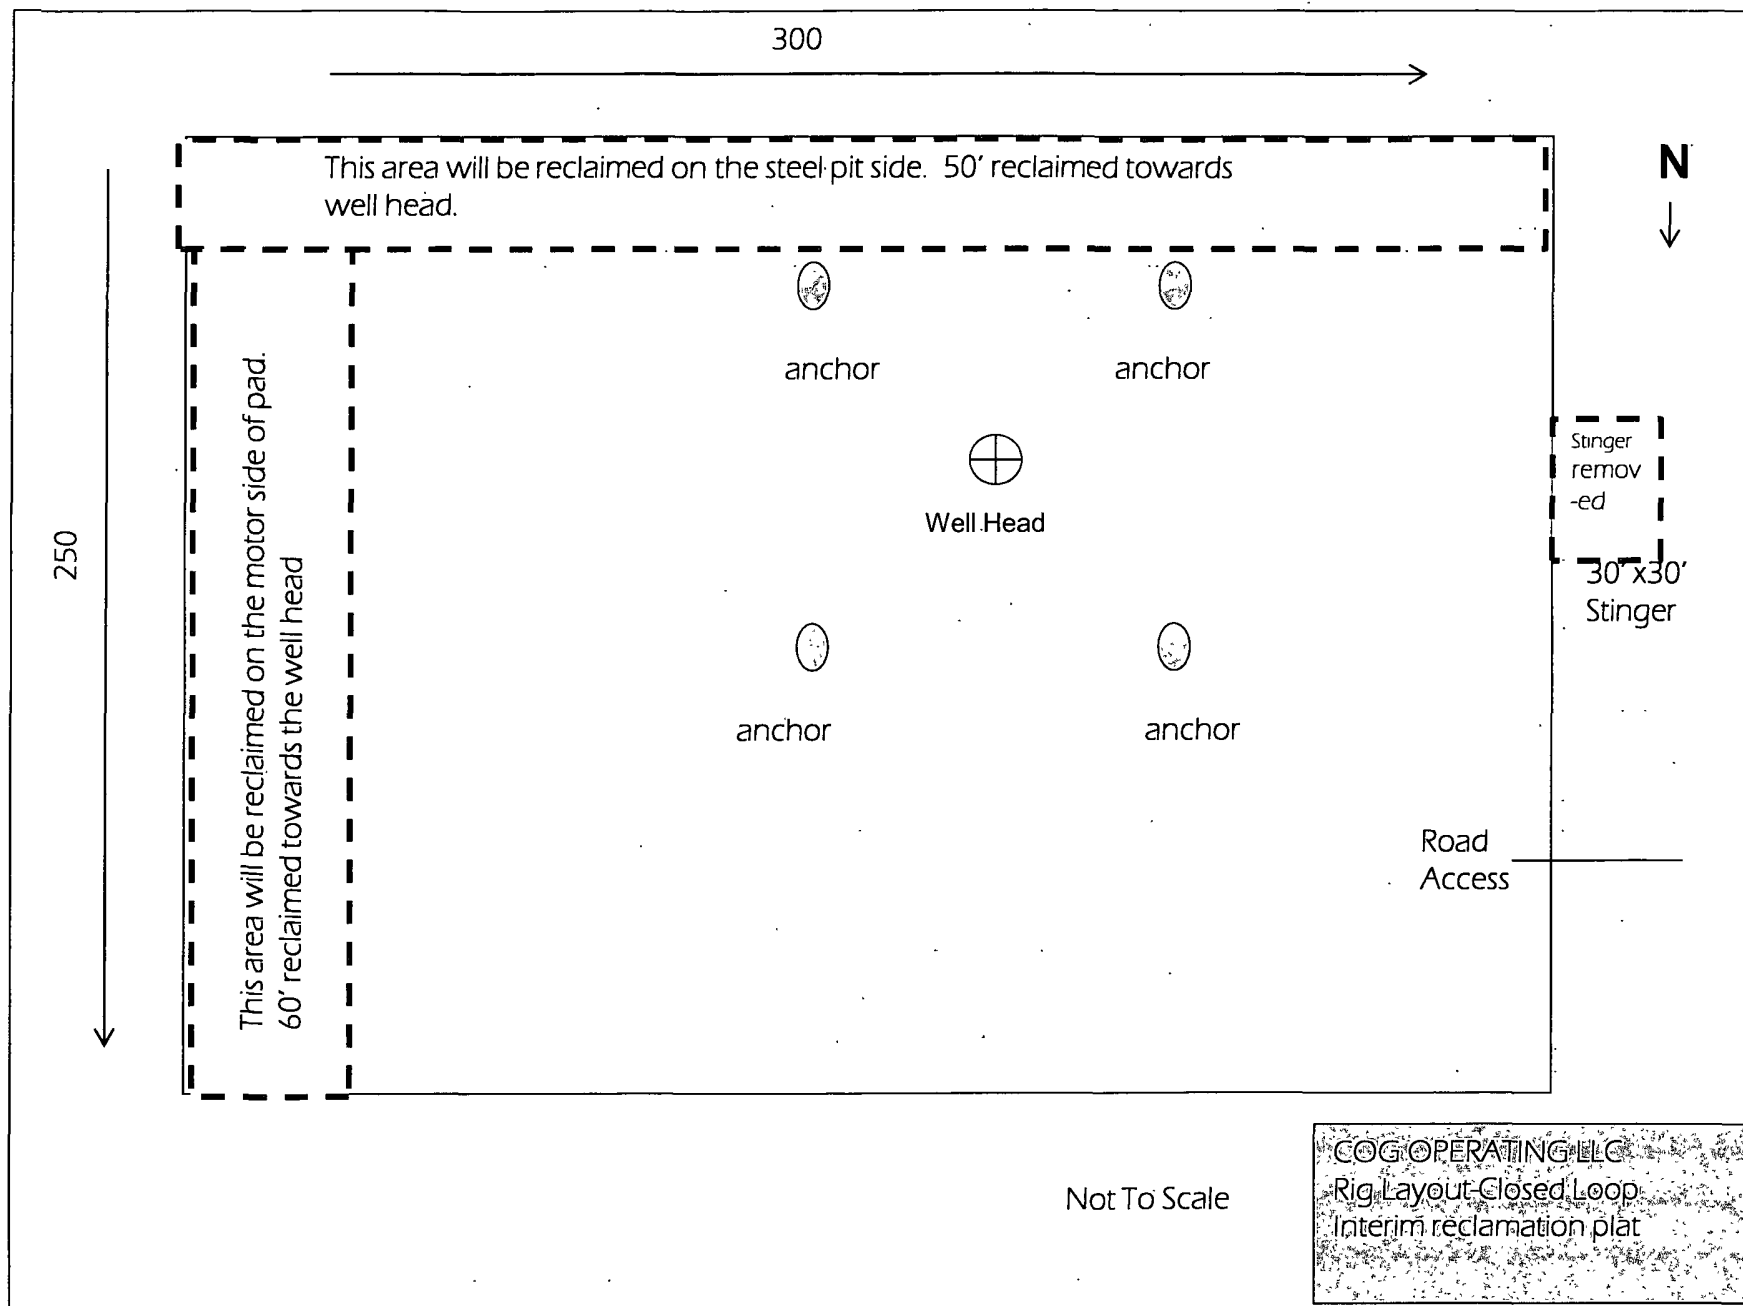 300
This area will be reclaimed on the steel pit side. 50' reclaimed towards
well head.
N
anchor
anchor
Stinger
remov
-ed
Well Head
30'x30'
Stinger
250
This area will be reclaimed on the motor side of pad.
60' reclaimed towards the well head
anchor
anchor
Road
Access
Not To Scale
COG OPERATING LLC
Rig Layout-Closed Loop
Interim reclamation plat